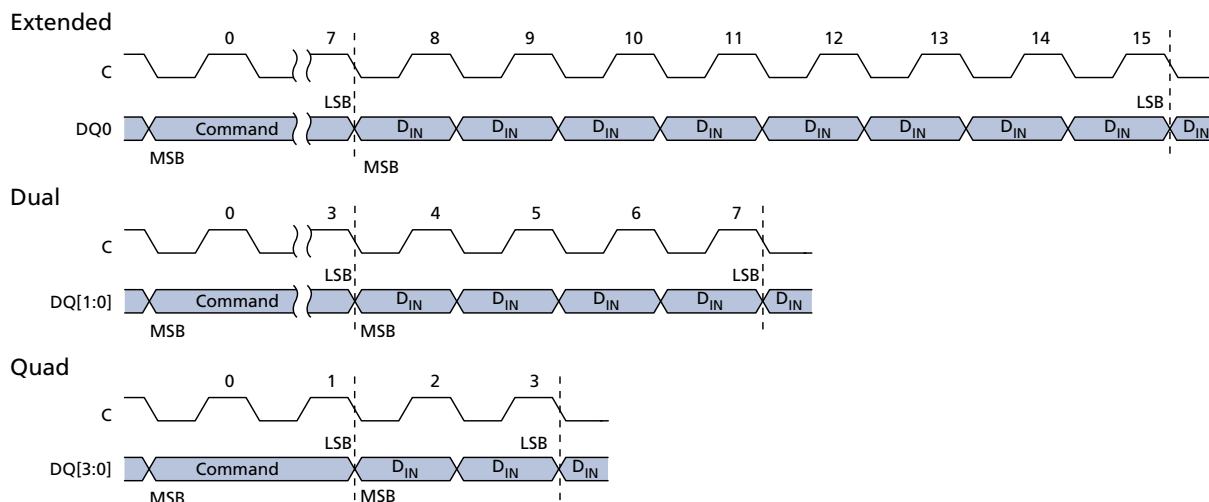 Extended
0 7 8 9 10 11 12 13 14 15
C
LSB LSB
DQ0 Command DIN DIN DIN DIN DIN DIN DIN DIN DIN
MSB MSB
Dual
0 3 4 5 6 7
C
LSB LSB
DQ[1:0] Command DIN DIN DIN DIN DIN
MSB MSB
Quad
0 1 2 3
C
LSB LSB
DQ[3:0] Command DIN DIN DIN
MSB MSB